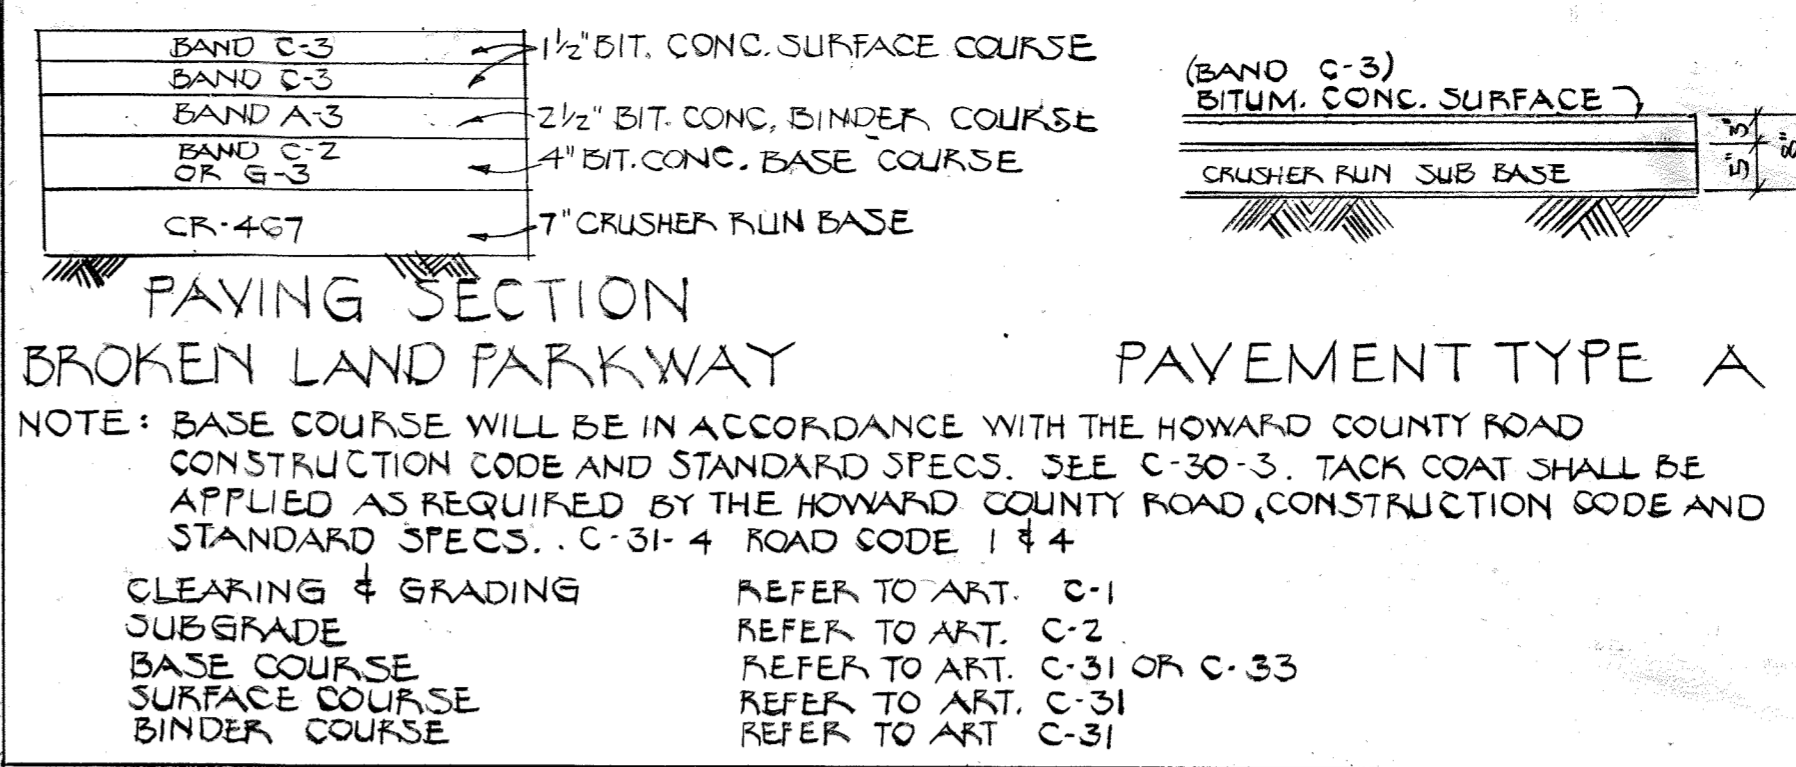 BAND C-3
BAND C-3
BAND A-3
BAND C-2
OR G-3
CR-467
1½" BIT. CONC. SURFACE COURSE
2½" BIT. CONC. BINDER COURSE
4" BIT. CONC. BASE COURSE
7" CRUSHER RUN BASE
PAVING SECTION
BROKEN LAND PARKWAY
(BAND C-3)
BITUM. CONC. SURFACE
CRUSHER RUN SUB BASE
3"
5"
8"
PAVEMENT TYPE A
NOTE: BASE COURSE WILL BE IN ACCORDANCE WITH THE HOWARD COUNTY ROAD
CONSTRUCTION CODE AND STANDARD SPECS. SEE C-30-3. TACK COAT SHALL BE
APPLIED AS REQUIRED BY THE HOWARD COUNTY ROAD, CONSTRUCTION CODE AND
STANDARD SPECS. . C-31-4 ROAD CODE 1 & 4
CLEARING & GRADING REFER TO ART. C-1
SUBGRADE REFER TO ART. C-2
BASE COURSE REFER TO ART. C-31 OR C-33
SURFACE COURSE REFER TO ART. C-31
BINDER COURSE REFER TO ART C-31